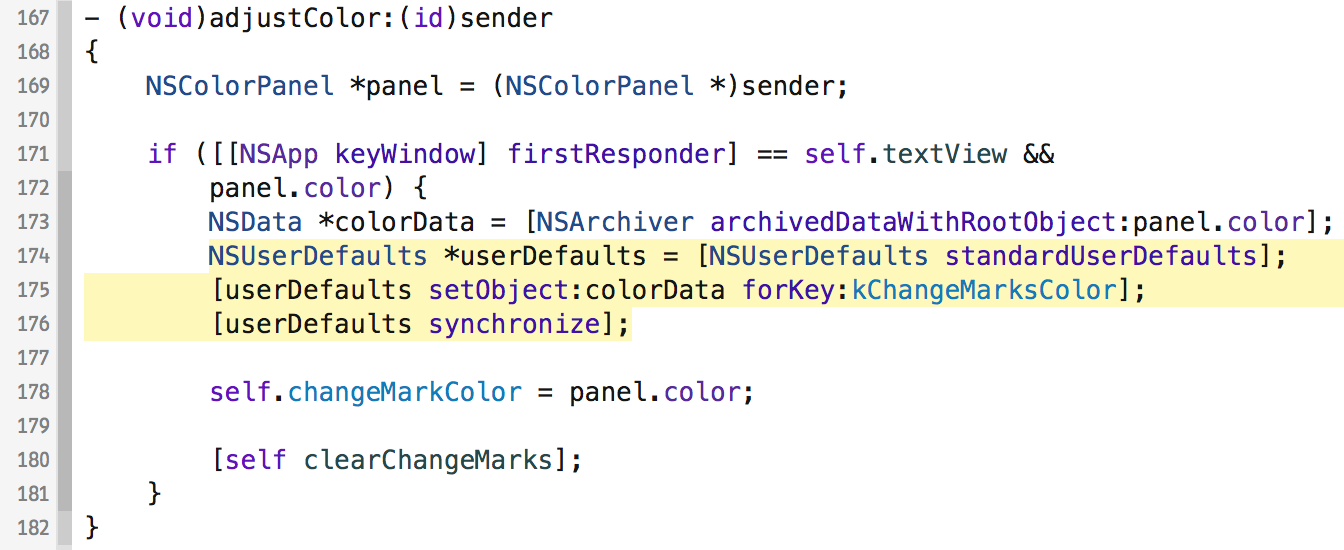 167 - (void)adjustColor:(id)sender
168 {
169     NSColorPanel *panel = (NSColorPanel *)sender;
170
171     if ([[NSApp keyWindow] firstResponder] == self.textView &&
172         panel.color) {
173         NSData *colorData = [NSArchiver archivedDataWithRootObject:panel.color];
174         NSUserDefaults *userDefaults = [NSUserDefaults standardUserDefaults];
175         [userDefaults setObject:colorData forKey:kChangeMarksColor];
176         [userDefaults synchronize];
177
178         self.changeMarkColor = panel.color;
179
180         [self clearChangeMarks];
181     }
182 }